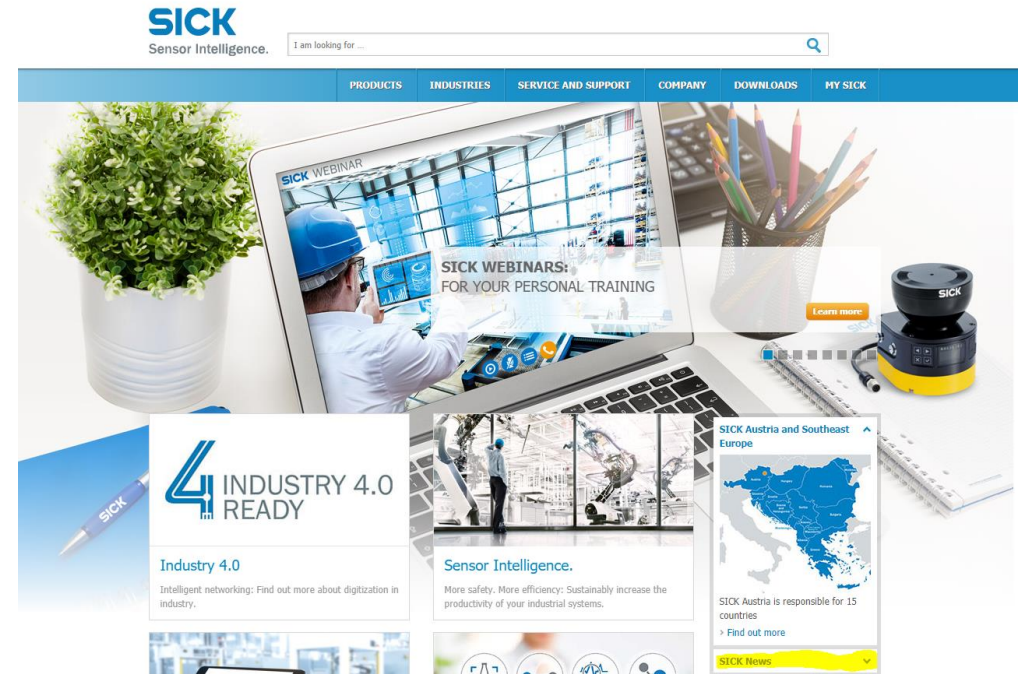 SICK
Sensor Intelligence.
I am looking for ...
PRODUCTS
INDUSTRIES
SERVICE AND SUPPORT
COMPANY
DOWNLOADS
MY SICK
SICK WEBINAR
SICK WEBINARS:
FOR YOUR PERSONAL TRAINING
Learn more
SICK
SICK
4 INDUSTRY 4.0
READY
Industry 4.0
Intelligent networking: Find out more about digitization in
industry.
Sensor Intelligence.
More safety. More efficiency: Sustainably increase the
productivity of your industrial systems.
SICK Austria and Southeast
Europe
SICK Austria is responsible for 15
countries
› Find out more
SICK News